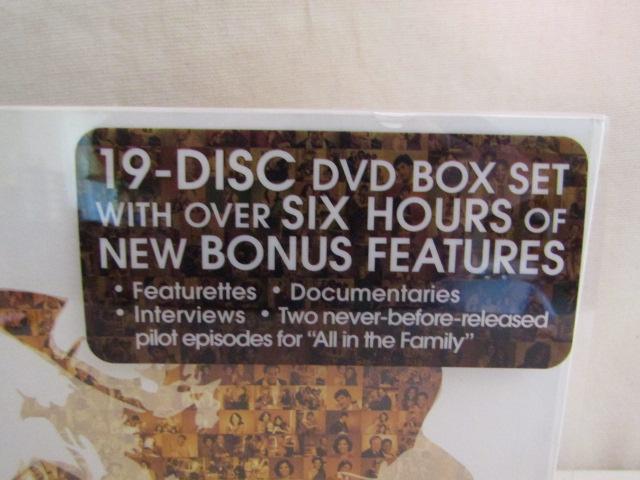 19-DISC DVD BOX SET
WITH OVER SIX HOURS OF
NEW BONUS FEATURES
• Featurettes • Documentaries
• Interviews • Two never-before-released
pilot episodes for "All in the Family"